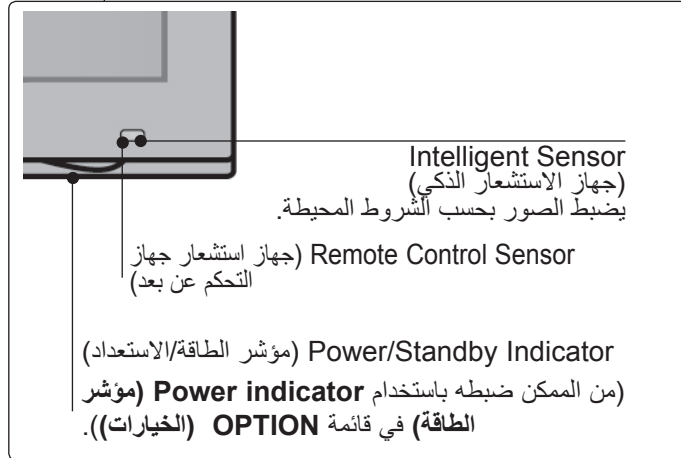 Intelligent Sensor
(جهاز الاستشعار الذكي)
يضبط الصور بحسب الشروط المحيطة.
Remote Control Sensor (جهاز استشعار جهاز
التحكم عن بعد)
Power/Standby Indicator (مؤشر الطاقة/الاستعداد)
(من الممكن ضبطه باستخدام Power indicator (مؤشر
الطاقة) في قائمة OPTION (الخيارات)).